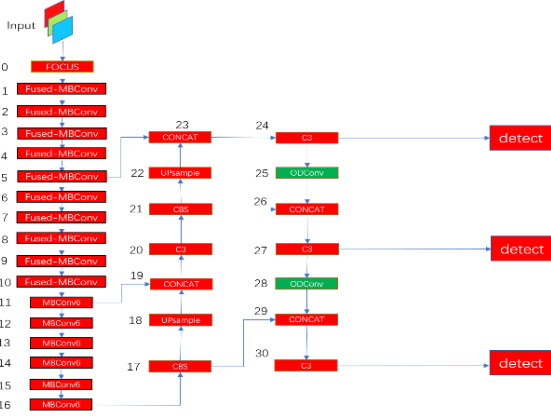 Input
0 FOCUS
1 Fused-MBConv
2 Fused-MBConv
3 Fused-MBConv
4 Fused-MBConv
5 Fused-MBConv
6 Fused-MBConv
7 Fused-MBConv
8 Fused-MBConv
9 Fused-MBConv
10 Fused-MBConv
11 MBConv6
12 MBConv6
13 MBConv6
14 MBConv6
15 MBConv6
16 MBConv6
23
CONCAT
22 UPsample
21 CBS
20 C3
19
CONCAT
18 UPsample
17 CBS
24
C3
25 ODConv
26
CONCAT
27 C3
28 ODConv
29
CONCAT
30
C3
detect
detect
detect